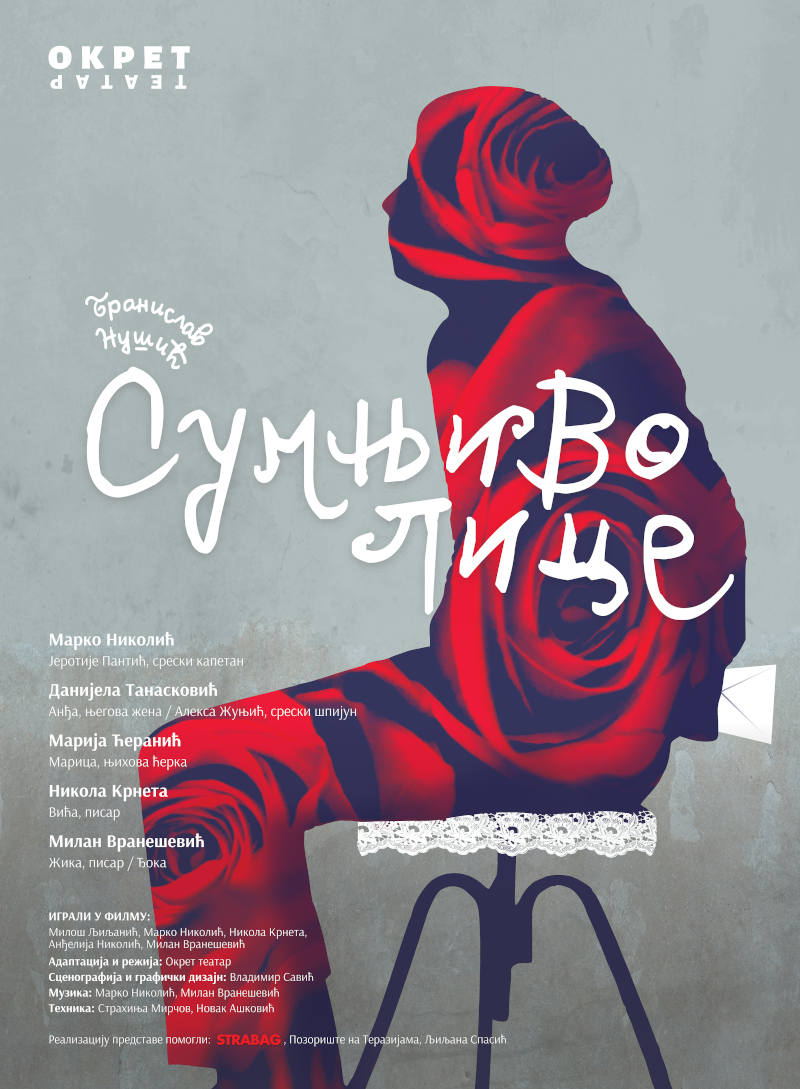 ОКРЕТ
ТЕАТАР
Бранислав
Нушић
Сумњиво
лице
Марко Николић
Јеротије Пантић, срески капетан
Данијела Танасковић
Анђа, његова жена / Алекса Жуњић, срески шпијун
Марија Ћеранић
Марица, њихова ћерка
Никола Крнета
Вића, писар
Милан Вранешевић
Жика, писар / Ђока
ИГРАЛИ У ФИЛМУ:
Милош Љиљанић, Марко Николић, Никола Крнета,
Анђелија Николић, Милан Вранешевић
Адаптација и режија: Окрет театар
Сценографија и графички дизајн: Владимир Савић
Музика: Марко Николић, Милан Вранешевић
Техника: Страхиња Мирчов, Новак Ашковић
Реализацију представе помогли: STRABAG , Позориште на Теразијама, Љиљана Спасић